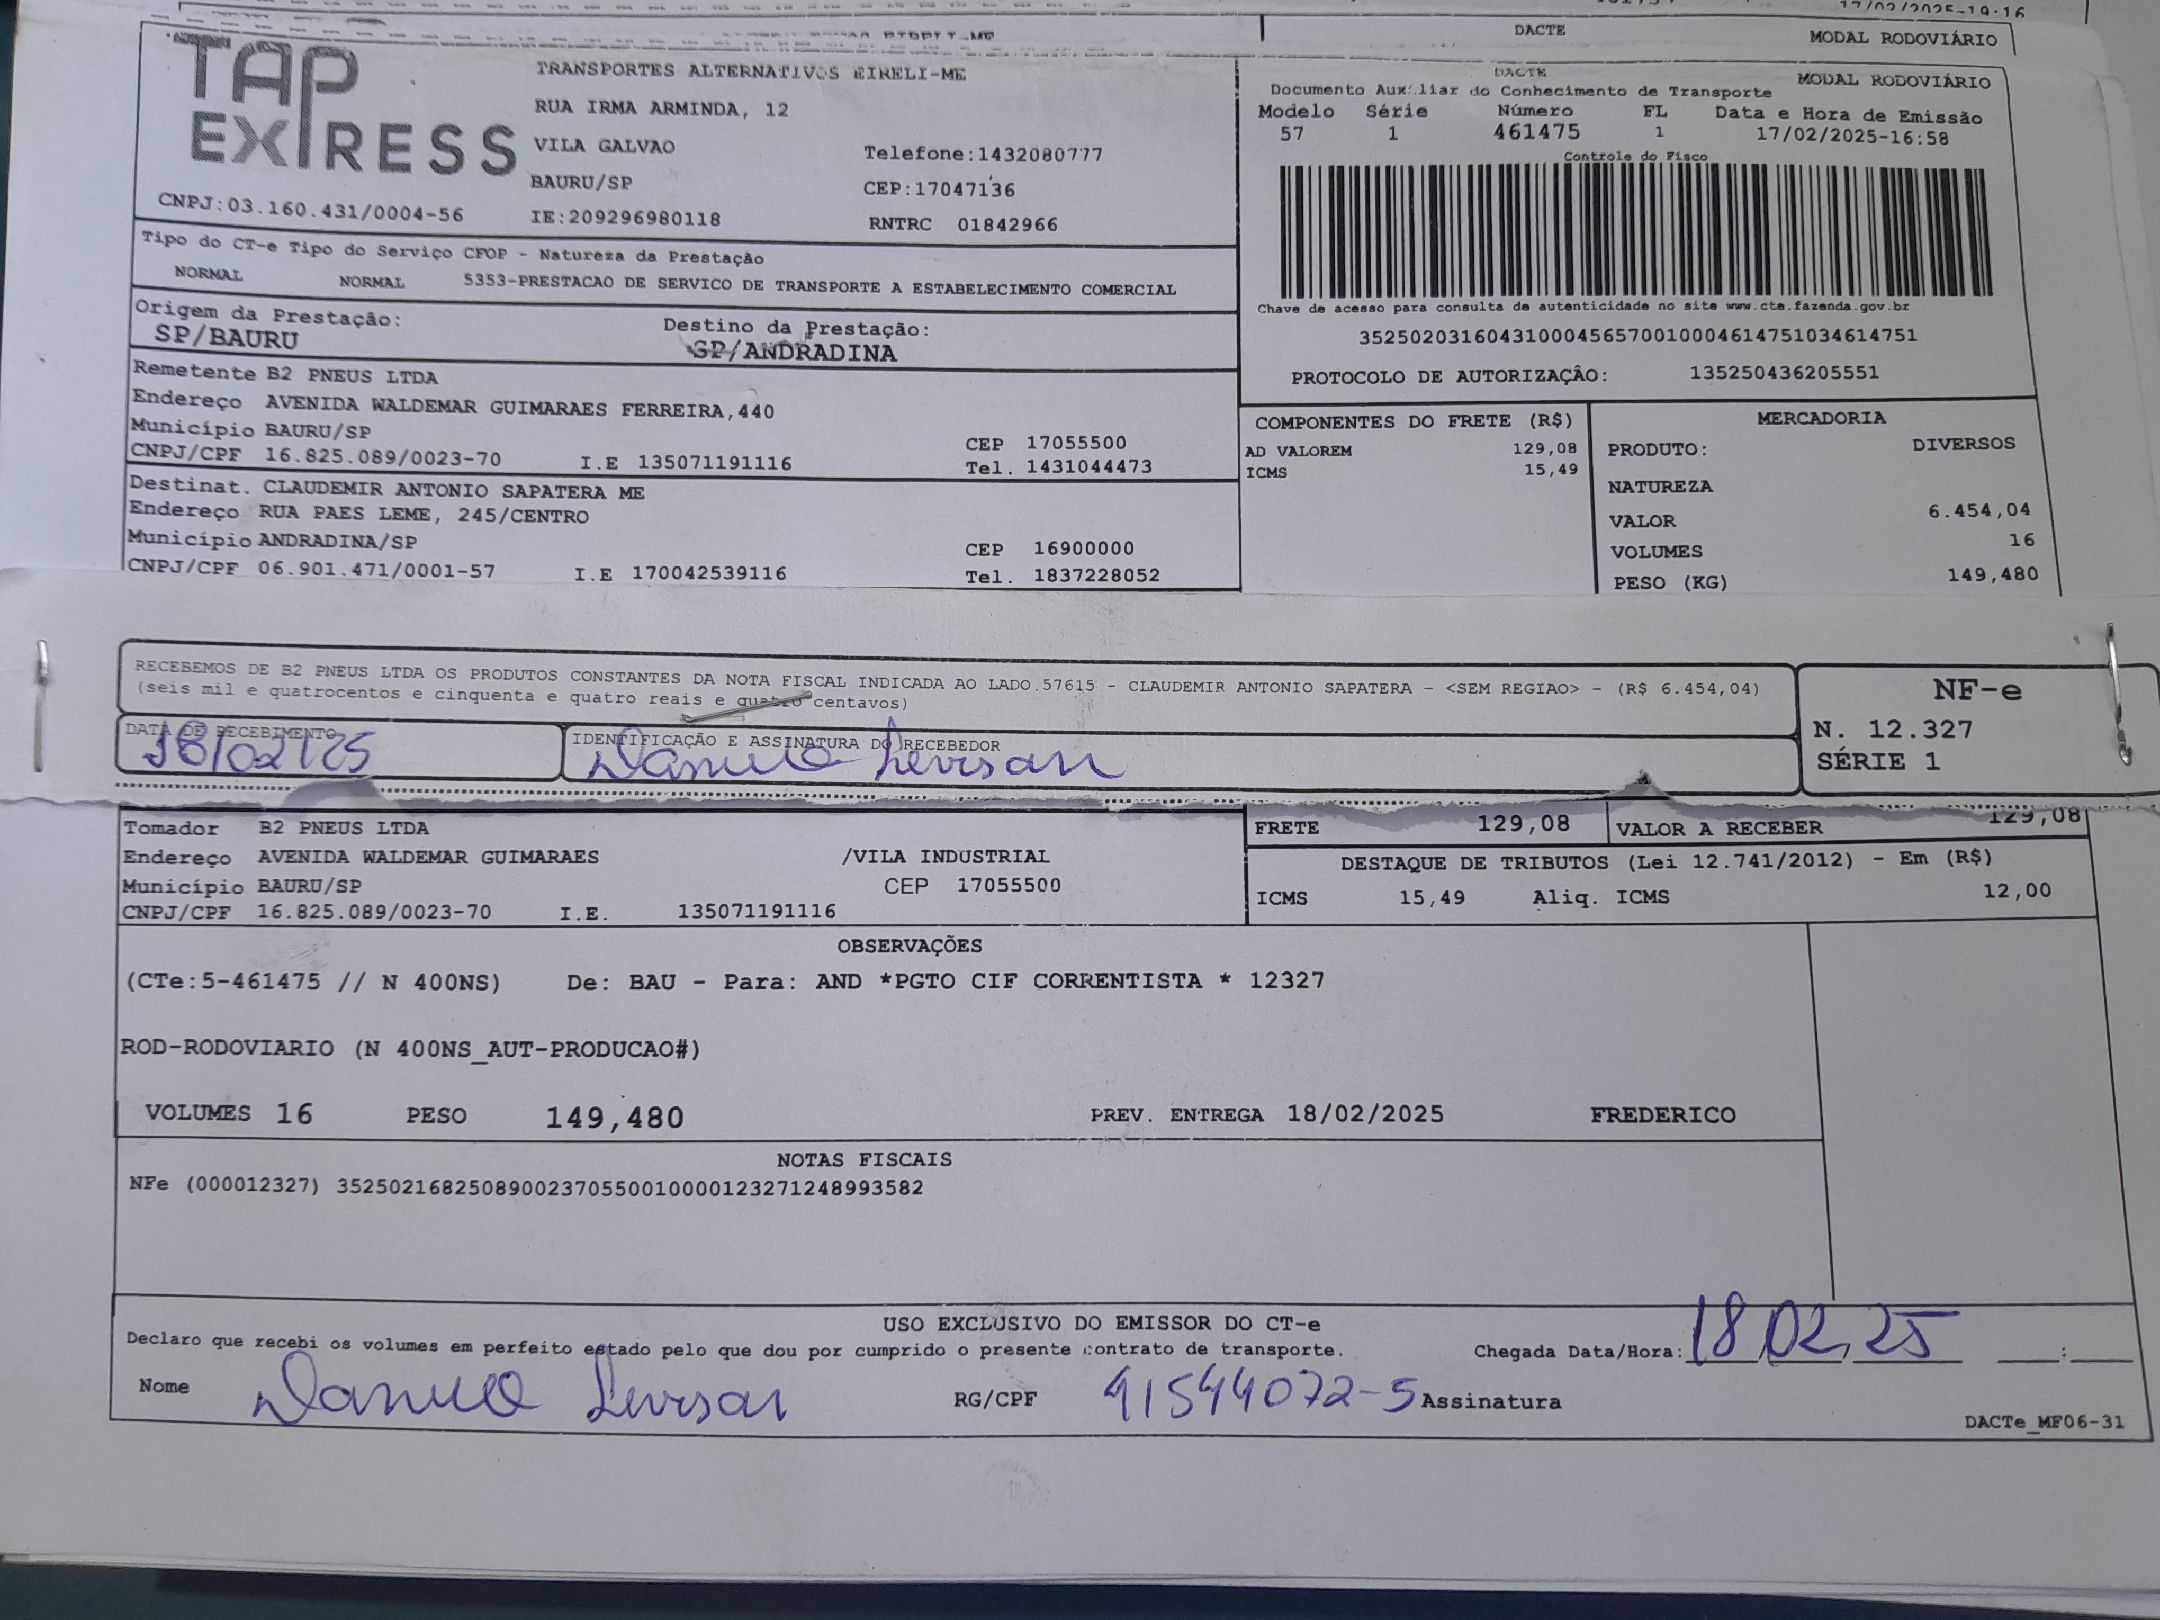 17/02/2025-19:16
DACTE
MODAL RODOVIÁRIO
TAP EXPRESS
TRANSPORTES ALTERNATIVOS EIRELI-ME
RUA IRMA ARMINDA, 12
VILA GALVAO Telefone:1432080777
BAURU/SP CEP:17047136
CNPJ:03.160.431/0004-56 IE:209296980118 RNTRC 01842966
DACTE MODAL RODOVIÁRIO
Documento Auxiliar do Conhecimento de Transporte
Modelo Série Número FL Data e Hora de Emissão
57 1 461475 1 17/02/2025-16:58
Controle do Fisco
Chave de acesso para consulta de autenticidade no site www.cte.fazenda.gov.br
35250203160431000456570010004614751034614751
PROTOCOLO DE AUTORIZAÇÂO: 135250436205551
Tipo do CT-e Tipo do Serviço CFOP - Natureza da Prestação
NORMAL NORMAL 5353-PRESTACAO DE SERVICO DE TRANSPORTE A ESTABELECIMENTO COMERCIAL
Origem da Prestação: Destino da Prestação:
SP/BAURU SP/ANDRADINA
Remetente B2 PNEUS LTDA
Endereço AVENIDA WALDEMAR GUIMARAES FERREIRA,440
Município BAURU/SP CEP 17055500
CNPJ/CPF 16.825.089/0023-70 I.E 135071191116 Tel. 1431044473
Destinat. CLAUDEMIR ANTONIO SAPATERA ME
Endereço RUA PAES LEME, 245/CENTRO
Município ANDRADINA/SP CEP 16900000
CNPJ/CPF 06.901.471/0001-57 I.E 170042539116 Tel. 1837228052
COMPONENTES DO FRETE (R$)
AD VALOREM 129,08
ICMS 15,49
MERCADORIA
PRODUTO: DIVERSOS
NATUREZA
VALOR 6.454,04
VOLUMES 16
PESO (KG) 149,480
RECEBEMOS DE B2 PNEUS LTDA OS PRODUTOS CONSTANTES DA NOTA FISCAL INDICADA AO LADO.57615 - CLAUDEMIR ANTONIO SAPATERA - <SEM REGIAO> - (R$ 6.454,04)
(seis mil e quatrocentos e cinquenta e quatro reais e quatro centavos)
DATA DE RECEBIMENTO IDENTIFICAÇÃO E ASSINATURA DO RECEBEDOR
18/02/25 Danilo
NF-e
N. 12.327
SÉRIE 1
Tomador B2 PNEUS LTDA
Endereço AVENIDA WALDEMAR GUIMARAES /VILA INDUSTRIAL
Município BAURU/SP CEP 17055500
CNPJ/CPF 16.825.089/0023-70 I.E. 135071191116
FRETE 129,08 VALOR A RECEBER 129,08
DESTAQUE DE TRIBUTOS (Lei 12.741/2012) - Em (R$)
ICMS 15,49 Aliq. ICMS 12,00
OBSERVAÇÕES
(CTe:5-461475 // N 400NS) De: BAU - Para: AND *PGTO CIF CORRENTISTA * 12327
ROD-RODOVIARIO (N 400NS_AUT-PRODUCAO#)
VOLUMES 16 PESO 149,480 PREV. ENTREGA 18/02/2025 FREDERICO
NOTAS FISCAIS
NFe (000012327) 35250216825089002370550010000123271248993582
USO EXCLUSIVO DO EMISSOR DO CT-e
Declaro que recebi os volumes em perfeito estado pelo que dou por cumprido o presente contrato de transporte. Chegada Data/Hora: 18/02/25 __:__
Nome Danilo RG/CPF 41544072-5 Assinatura
DACTe_MF06-31